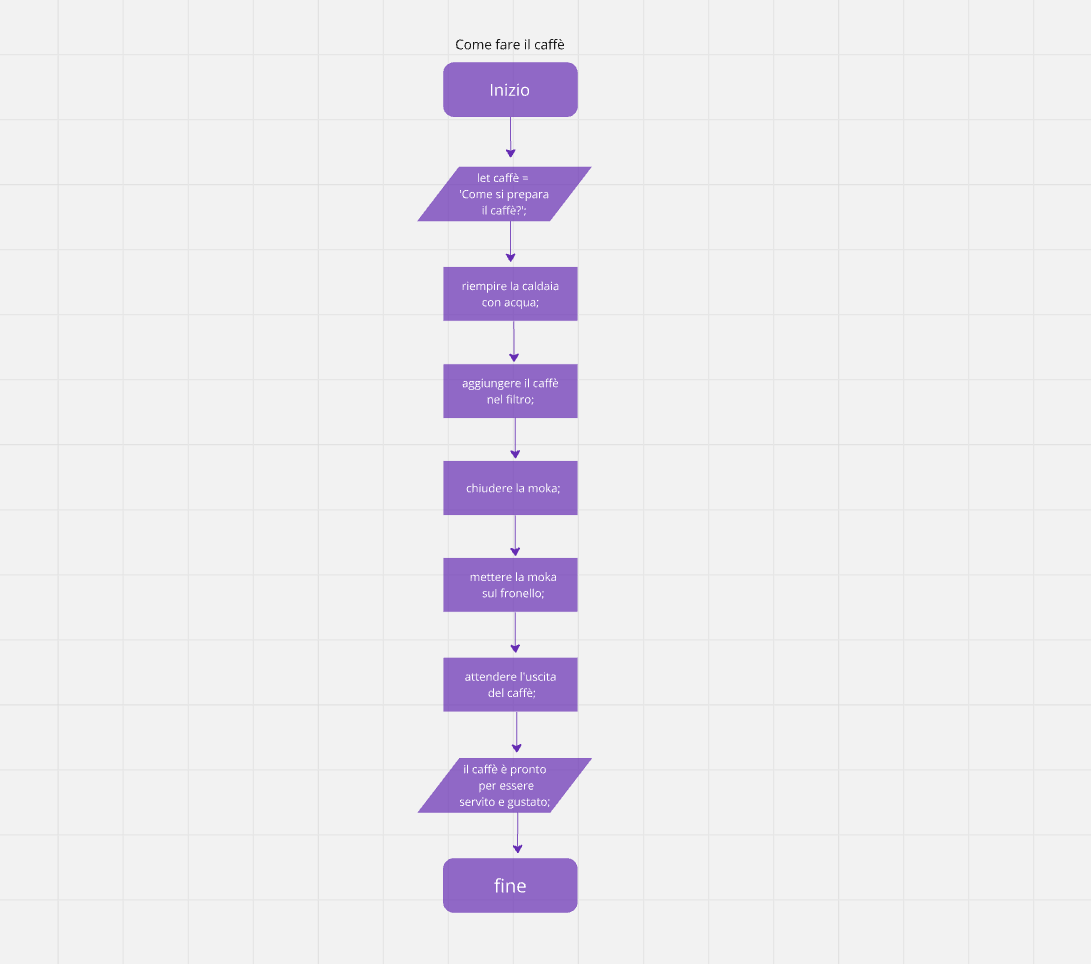 Come fare il caffè
Inizio
let caffè =
'Come si prepara
il caffè?';
riempire la caldaia
con acqua;
aggiungere il caffè
nel filtro;
chiudere la moka;
mettere la moka
sul fronello;
attendere l'uscita
del caffè;
il caffè è pronto
per essere
servito e gustato;
fine